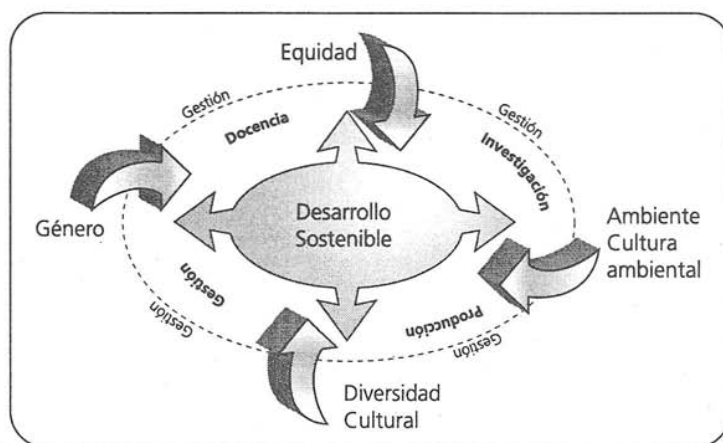 Equidad
Gestión
Docencia
Gestión
Investigación
Género
Desarrollo
Sostenible
Ambiente
Cultura
ambiental
Gestión
Gestión
Producción
Gestión
Diversidad
Cultural